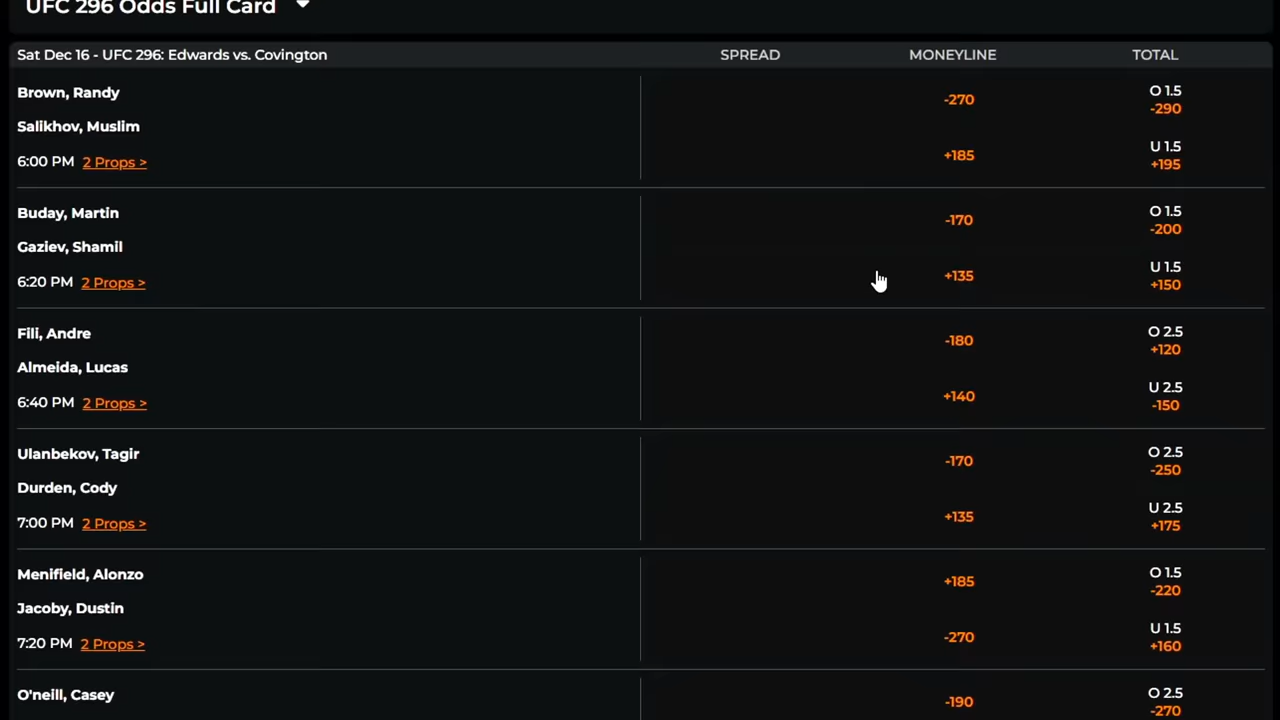 UFC 296 Odds Full Card
Sat Dec 16 - UFC 296: Edwards vs. Covington SPREAD MONEYLINE TOTAL
Brown, Randy -270 O 1.5 -290
Salikhov, Muslim +185 U 1.5 +195
6:00 PM 2 Props >
Buday, Martin -170 O 1.5 -200
Gaziev, Shamil +135 U 1.5 +150
6:20 PM 2 Props >
Fili, Andre -180 O 2.5 +120
Almeida, Lucas +140 U 2.5 -150
6:40 PM 2 Props >
Ulanbekov, Tagir -170 O 2.5 -250
Durden, Cody +135 U 2.5 +175
7:00 PM 2 Props >
Menifield, Alonzo +185 O 1.5 -220
Jacoby, Dustin -270 U 1.5 +160
7:20 PM 2 Props >
O'neill, Casey -190 O 2.5 -270